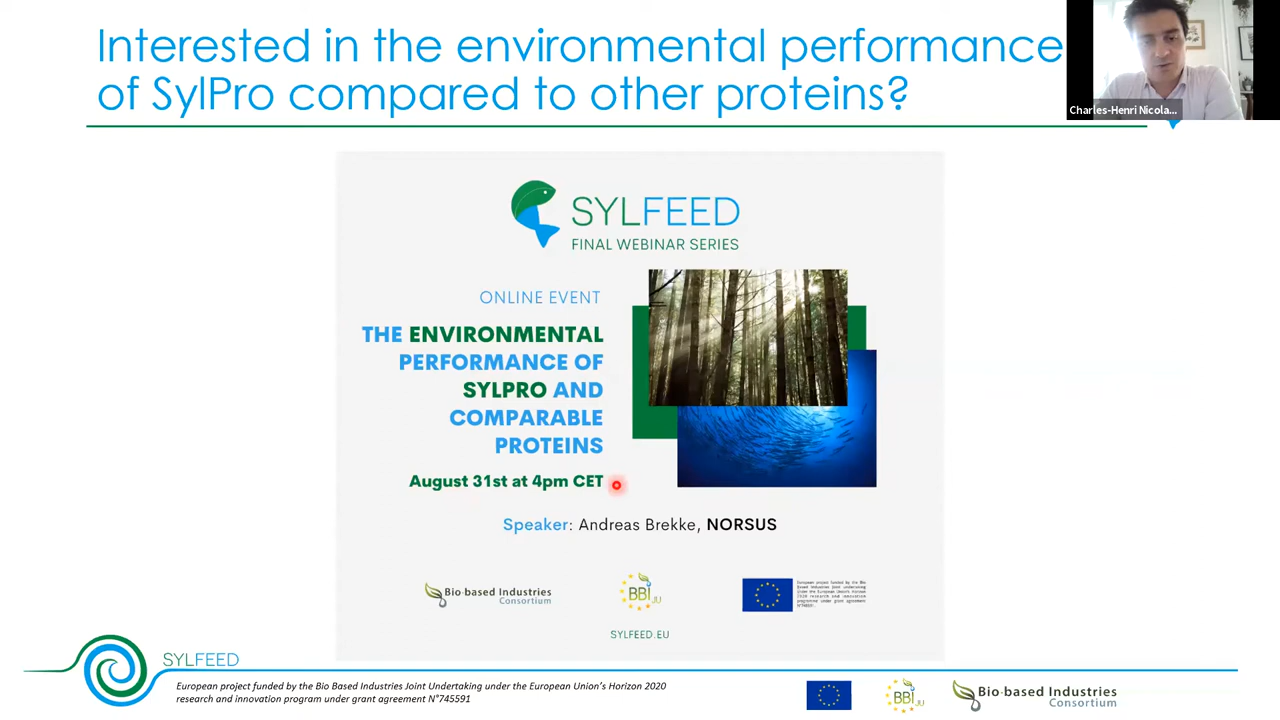 Interested in the environmental performance
of SylPro compared to other proteins?
Charles-Henri Nicola...
SYLFEED
FINAL WEBINAR SERIES
ONLINE EVENT
THE ENVIRONMENTAL
PERFORMANCE OF
SYLPRO AND
COMPARABLE
PROTEINS
August 31st at 4pm CET
Speaker: Andreas Brekke, NORSUS
Bio-based Industries
Consortium
BBI JU
European project funded by the Bio
Based Industries Joint undertaking
under the European Union's Horizon
2020 research and innovation
programme under grant agreement
SYLFEED.EU
SYLFEED
European project funded by the Bio Based Industries Joint Undertaking under the European Union's Horizon 2020
research and innovation program under grant agreement N°745591
BBI JU
Bio-based Industries
Consortium